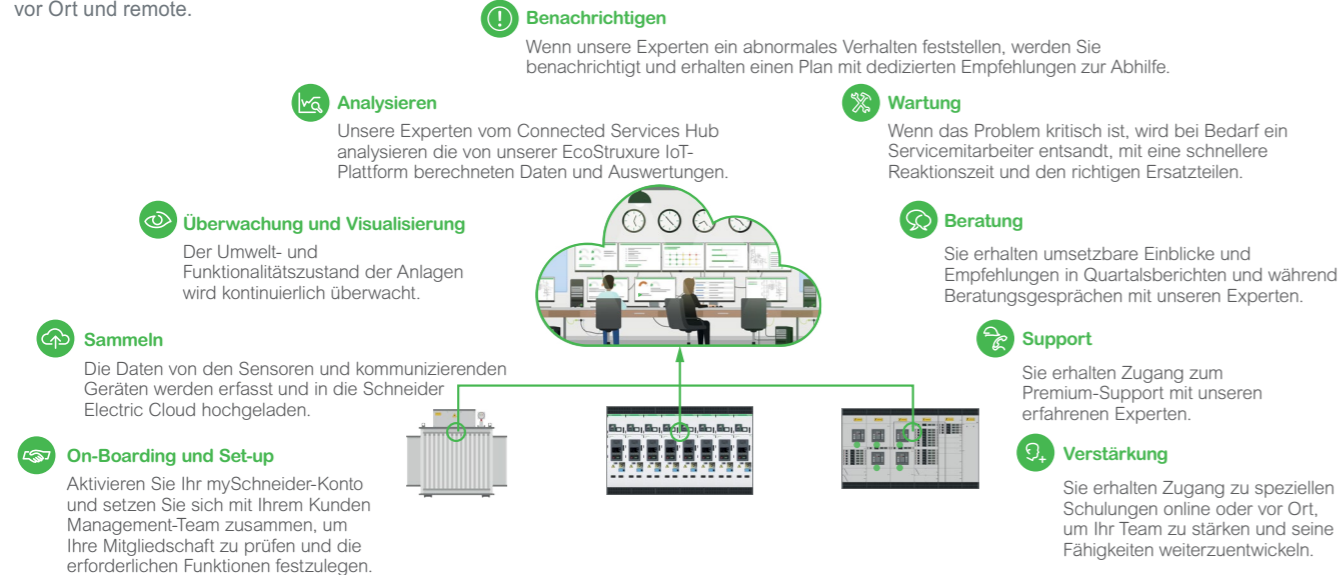 vor Ort und remote.
Benachrichtigen
Wenn unsere Experten ein abnormales Verhalten feststellen, werden Sie
benachrichtigt und erhalten einen Plan mit dedizierten Empfehlungen zur Abhilfe.
Analysieren
Unsere Experten vom Connected Services Hub
analysieren die von unserer EcoStruxure IoT-
Plattform berechneten Daten und Auswertungen.
Wartung
Wenn das Problem kritisch ist, wird bei Bedarf ein
Servicemitarbeiter entsandt, mit eine schnellere
Reaktionszeit und den richtigen Ersatzteilen.
Überwachung und Visualisierung
Der Umwelt- und
Funktionalitätszustand der Anlagen
wird kontinuierlich überwacht.
Beratung
Sie erhalten umsetzbare Einblicke und
Empfehlungen in Quartalsberichten und während
Beratungsgesprächen mit unseren Experten.
Sammeln
Die Daten von den Sensoren und kommunizierenden
Geräten werden erfasst und in die Schneider
Electric Cloud hochgeladen.
Support
Sie erhalten Zugang zum
Premium-Support mit unseren
erfahrenen Experten.
On-Boarding und Set-up
Aktivieren Sie Ihr mySchneider-Konto
und setzen Sie sich mit Ihrem Kunden
Management-Team zusammen, um
Ihre Mitgliedschaft zu prüfen und die
erforderlichen Funktionen festzulegen.
Verstärkung
Sie erhalten Zugang zu speziellen
Schulungen online oder vor Ort,
um Ihr Team zu stärken und seine
Fähigkeiten weiterzuentwickeln.